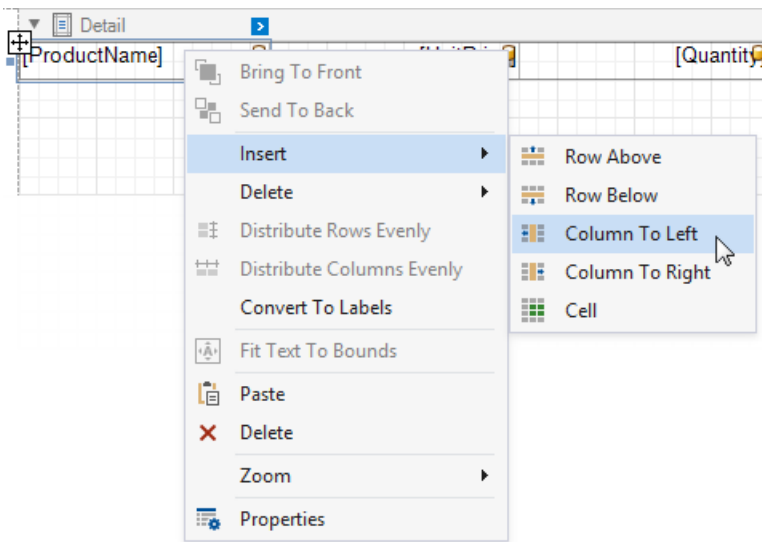 Detail
[ProductName] [Quantity
Bring To Front
Send To Back
Insert
Delete
Distribute Rows Evenly
Distribute Columns Evenly
Convert To Labels
Fit Text To Bounds
Paste
Delete
Zoom
Properties
Row Above
Row Below
Column To Left
Column To Right
Cell